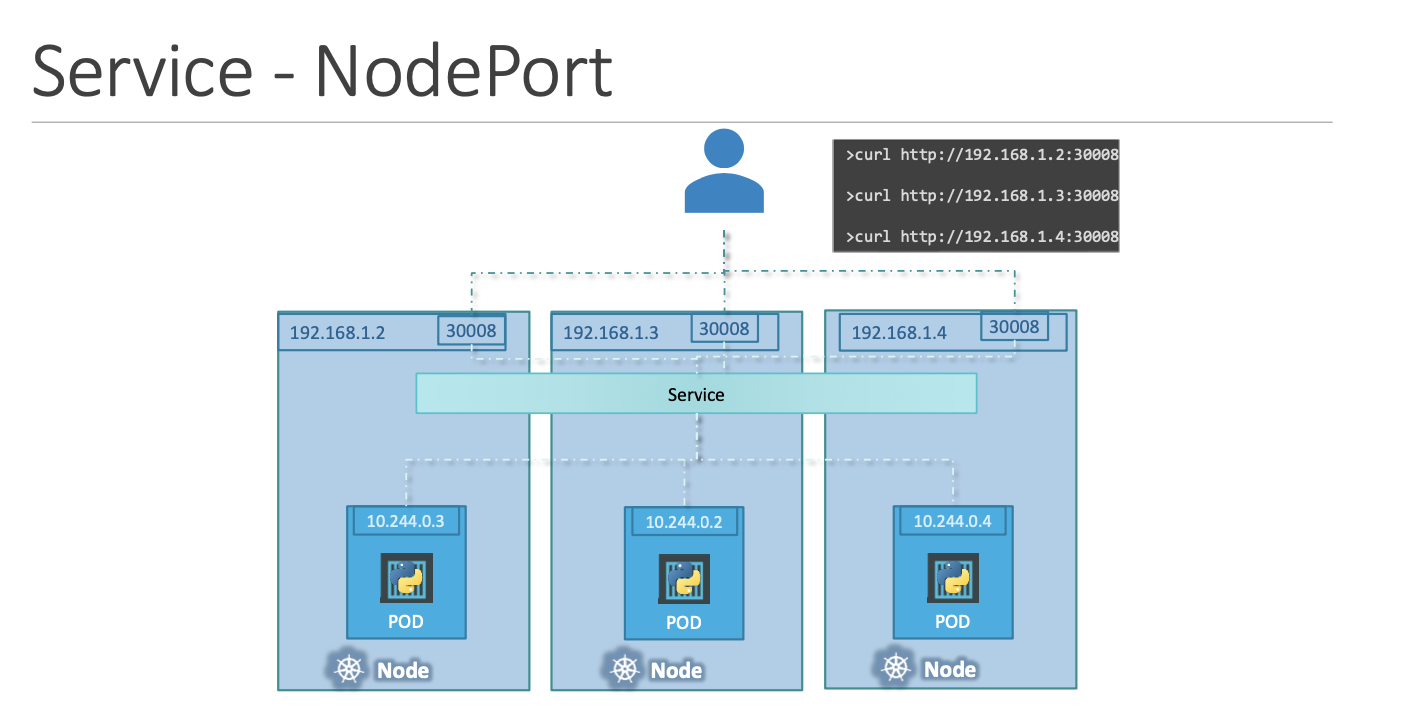 Service - NodePort
>curl http://192.168.1.2:30008
>curl http://192.168.1.3:30008
>curl http://192.168.1.4:30008
192.168.1.2
30008
192.168.1.3
30008
192.168.1.4
30008
Service
10.244.0.3
10.244.0.2
10.244.0.4
POD
POD
POD
Node
Node
Node